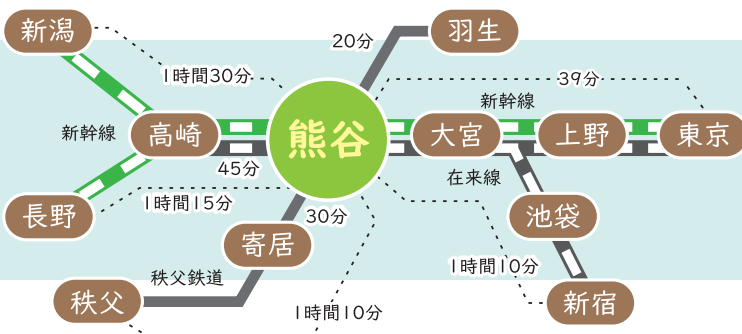 新潟
20分
羽生
1時間30分
39分
新幹線
新幹線
高崎
熊谷
大宮
上野
東京
45分
在来線
長野
1時間15分
30分
池袋
寄居
1時間10分
秩父鉄道
秩父
1時間10分
新宿